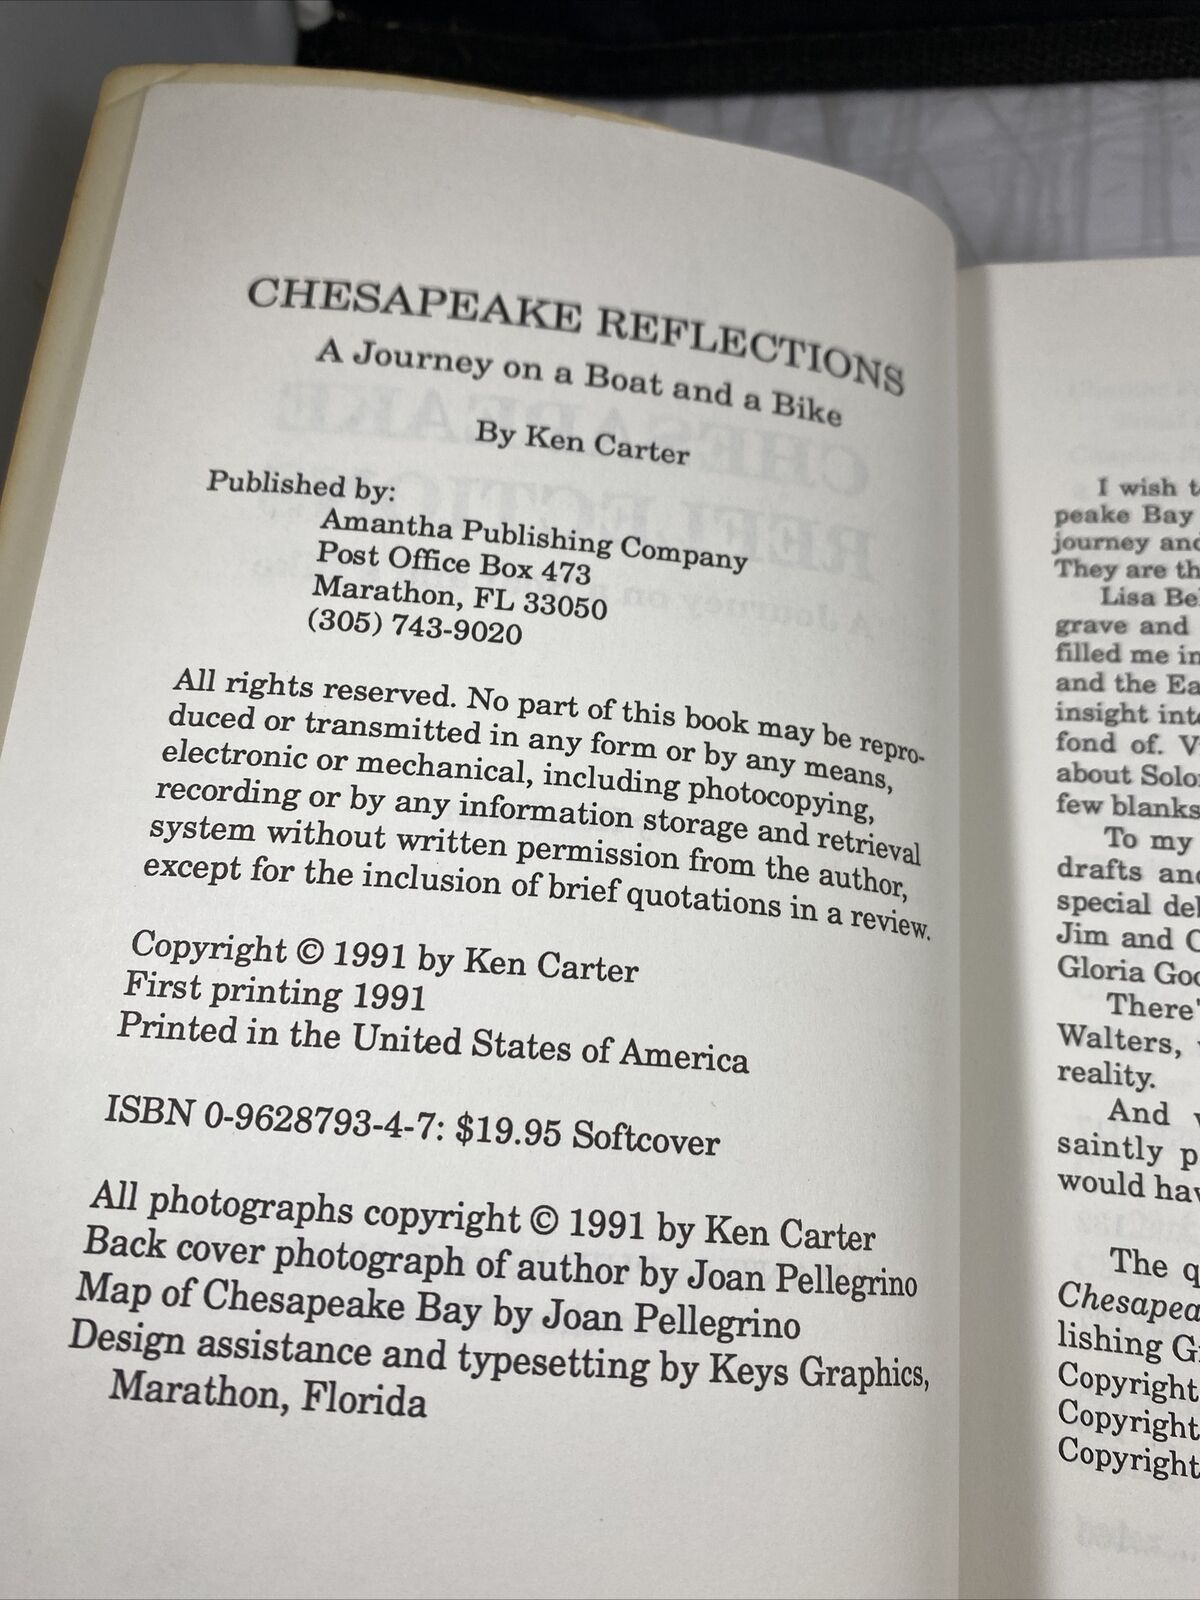 CHESAPEAKE REFLECTIONS
A Journey on a Boat and a Bike
By Ken Carter
Published by:
Amantha Publishing Company
Post Office Box 473
Marathon, FL 33050
(305) 743-9020
All rights reserved. No part of this book may be repro-
duced or transmitted in any form or by any means,
electronic or mechanical, including photocopying,
recording or by any information storage and retrieval
system without written permission from the author,
except for the inclusion of brief quotations in a review.
Copyright © 1991 by Ken Carter
First printing 1991
Printed in the United States of America
ISBN 0-9628793-4-7: $19.95 Softcover
All photographs copyright © 1991 by Ken Carter
Back cover photograph of author by Joan Pellegrino
Map of Chesapeake Bay by Joan Pellegrino
Design assistance and typesetting by Keys Graphics,
Marathon, Florida
I wish
peake Bay
journey and
They are
Lisa
grave and
filled me in
and the
insight
fond of.
about
few blanks
To my
drafts
special
Jim and
Gloria
There'
Walters,
reality.
And
saintly
would
The

lishing
Copyright
Copyright
Copyright